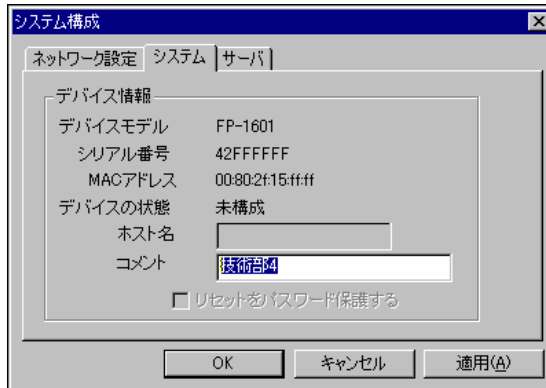 システム構成
ネットワーク設定 システム サーバ
デバイス情報
デバイスモデル FP-1601
シリアル番号 42FFFFFF
MACアドレス 00:80:2f:15:ff:ff
デバイスの状態 未構成
ホスト名
コメント 技術部4
リセットをパスワード保護する
OK キャンセル 適用(A)